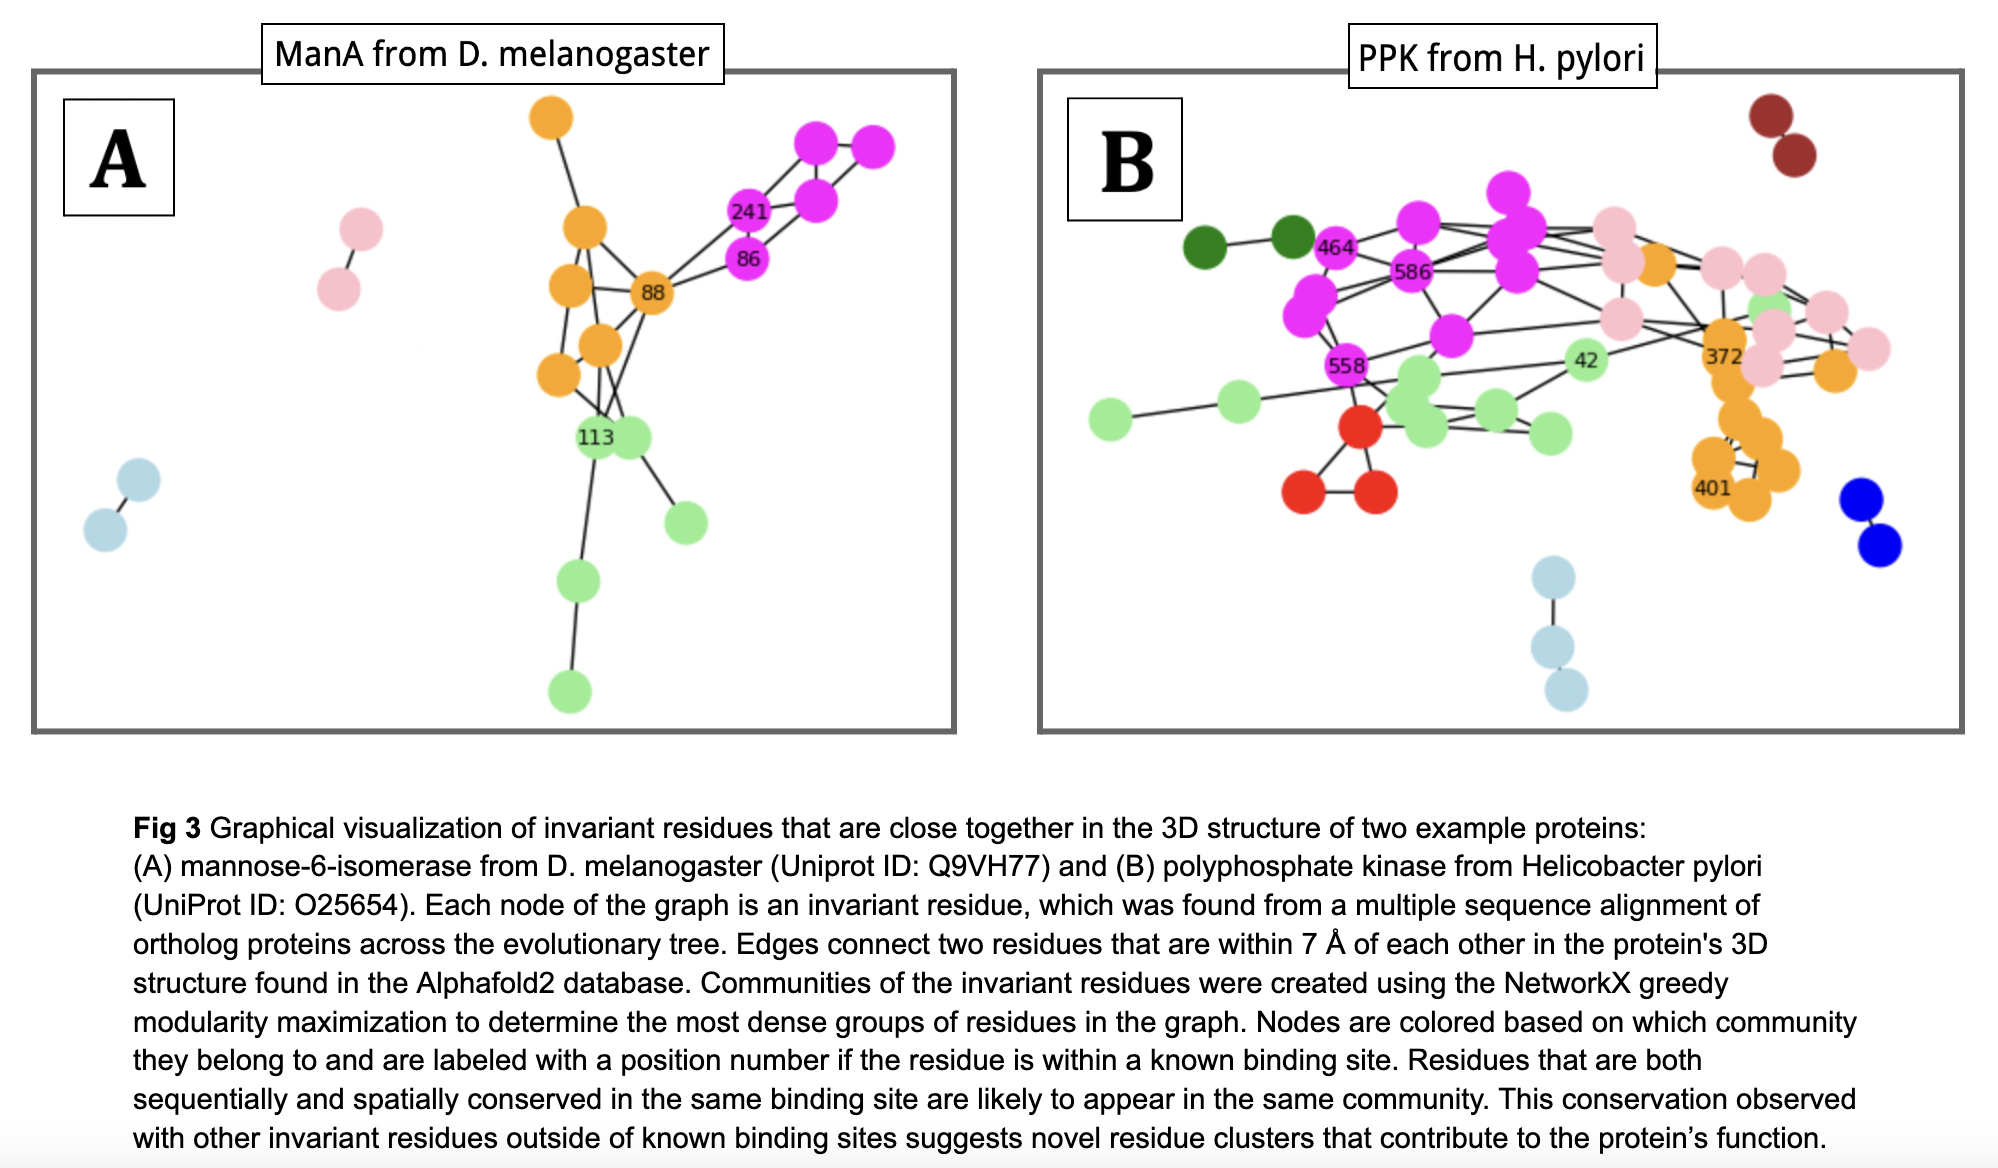 ManA from D. melanogaster
PPK from H. pylori
A
B
241
86
88
113
464
586
558
42
372
401
Fig 3 Graphical visualization of invariant residues that are close together in the 3D structure of two example proteins:
(A) mannose-6-isomerase from D. melanogaster (Uniprot ID: Q9VH77) and (B) polyphosphate kinase from Helicobacter pylori
(UniProt ID: O25654). Each node of the graph is an invariant residue, which was found from a multiple sequence alignment of
ortholog proteins across the evolutionary tree. Edges connect two residues that are within 7 Å of each other in the protein's 3D
structure found in the Alphafold2 database. Communities of the invariant residues were created using the NetworkX greedy
modularity maximization to determine the most dense groups of residues in the graph. Nodes are colored based on which community
they belong to and are labeled with a position number if the residue is within a known binding site. Residues that are both
sequentially and spatially conserved in the same binding site are likely to appear in the same community. This conservation observed
with other invariant residues outside of known binding sites suggests novel residue clusters that contribute to the protein’s function.